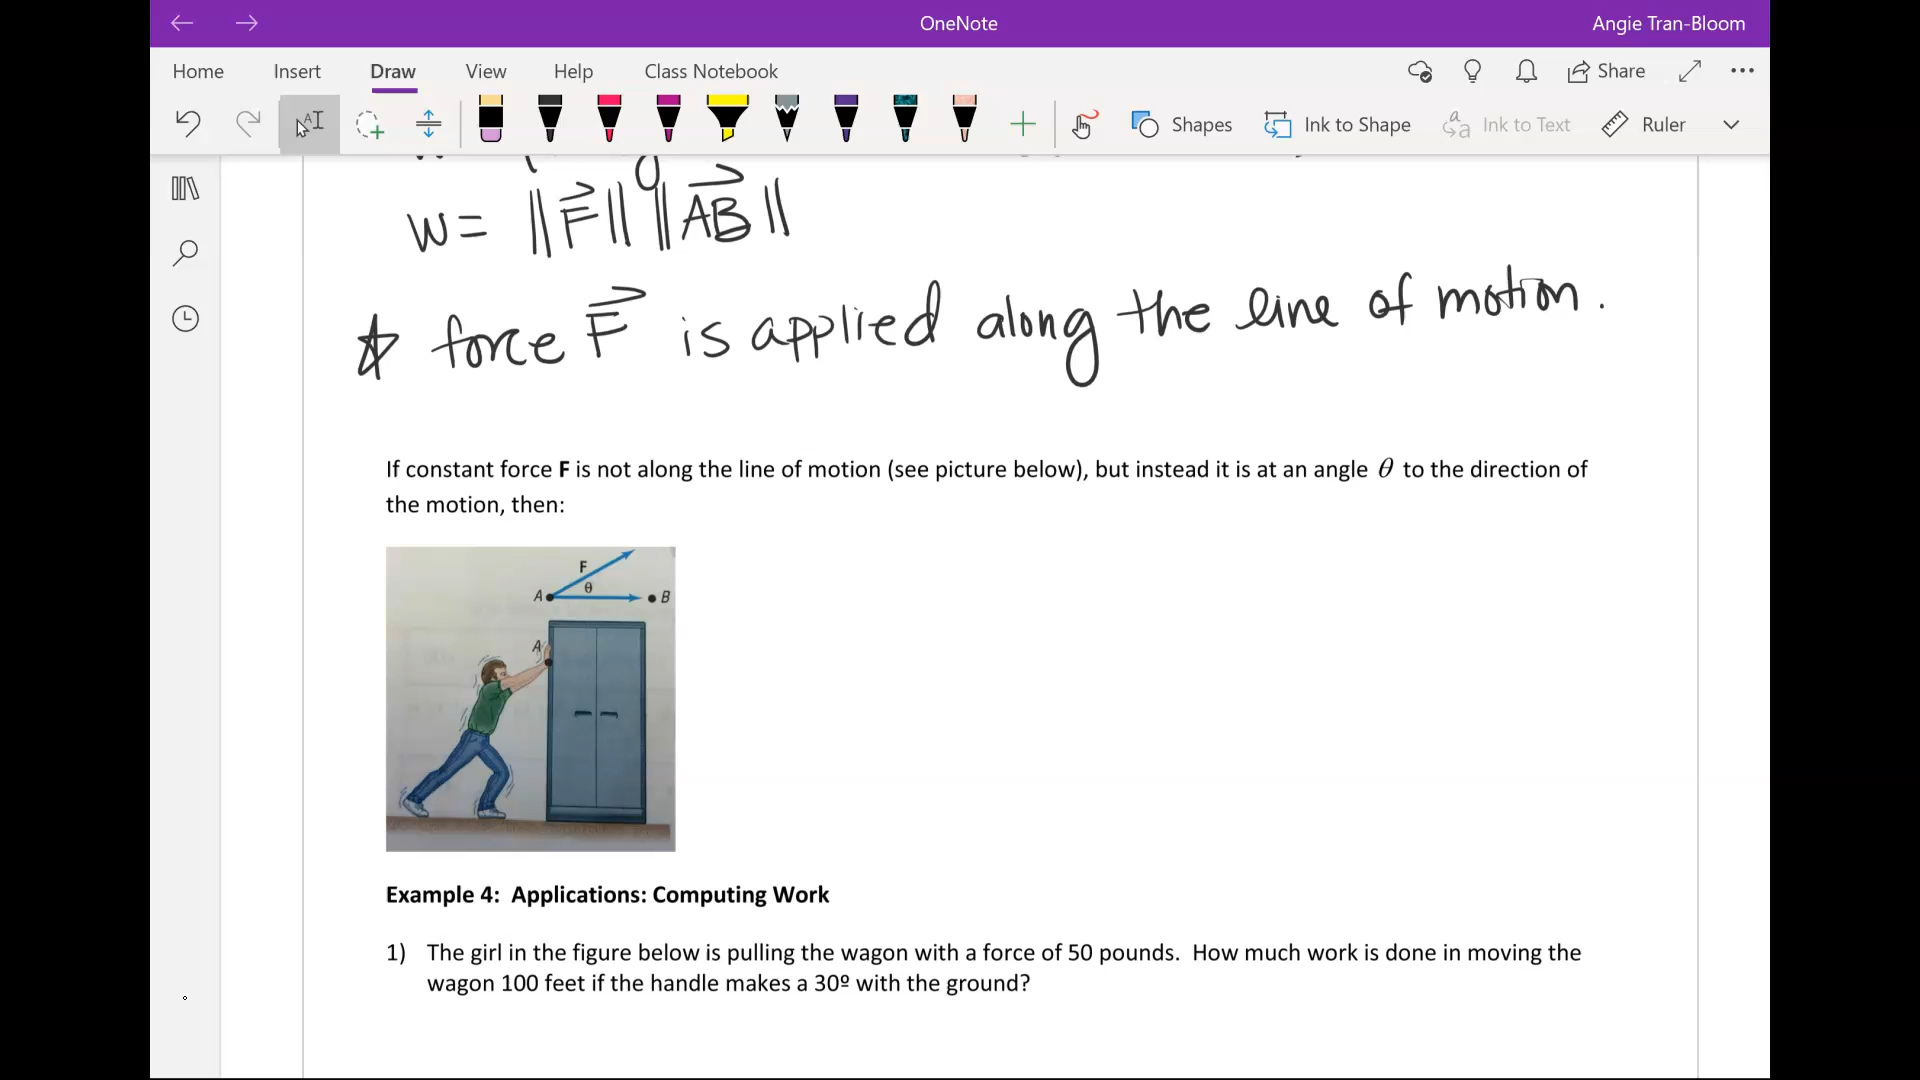 OneNote
Angie Tran-Bloom
Home Insert Draw View Help Class Notebook Share
Shapes Ink to Shape Ink to Text Ruler
W = ‖F⃗‖ ‖AB⃗‖
☆ force F⃗ is applied along the line of motion.
If constant force F is not along the line of motion (see picture below), but instead it is at an angle θ to the direction of
the motion, then:
F
θ
A B
A
Example 4: Applications: Computing Work
1) The girl in the figure below is pulling the wagon with a force of 50 pounds. How much work is done in moving the
wagon 100 feet if the handle makes a 30º with the ground?